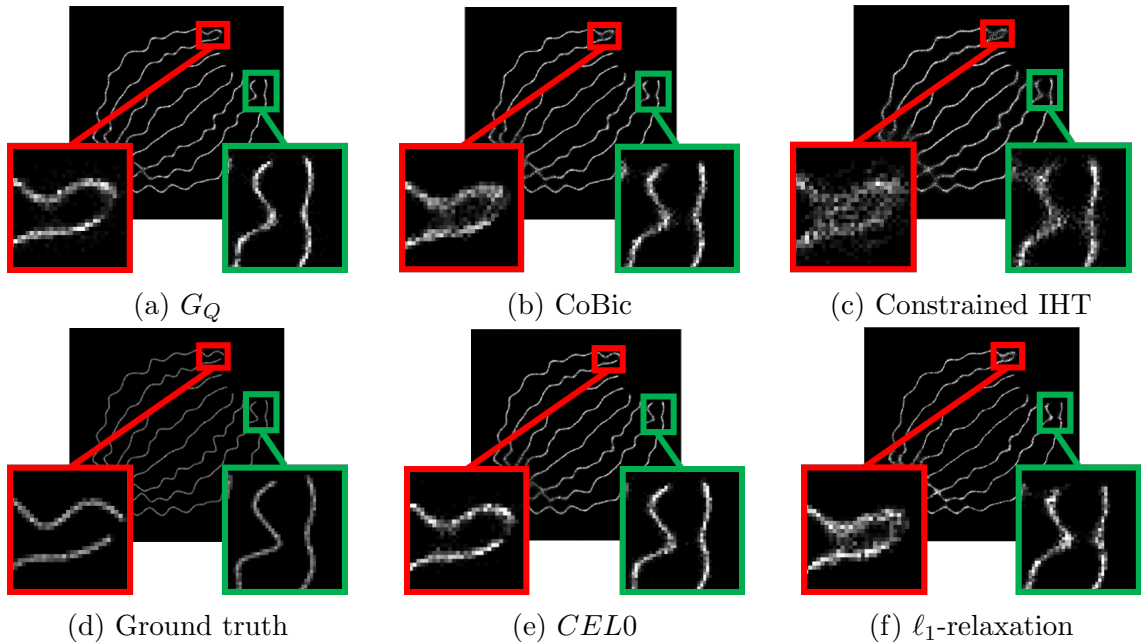 (a) G_Q
(b) CoBic
(c) Constrained IHT
(d) Ground truth
(e) CEL0
(f) ℓ₁-relaxation